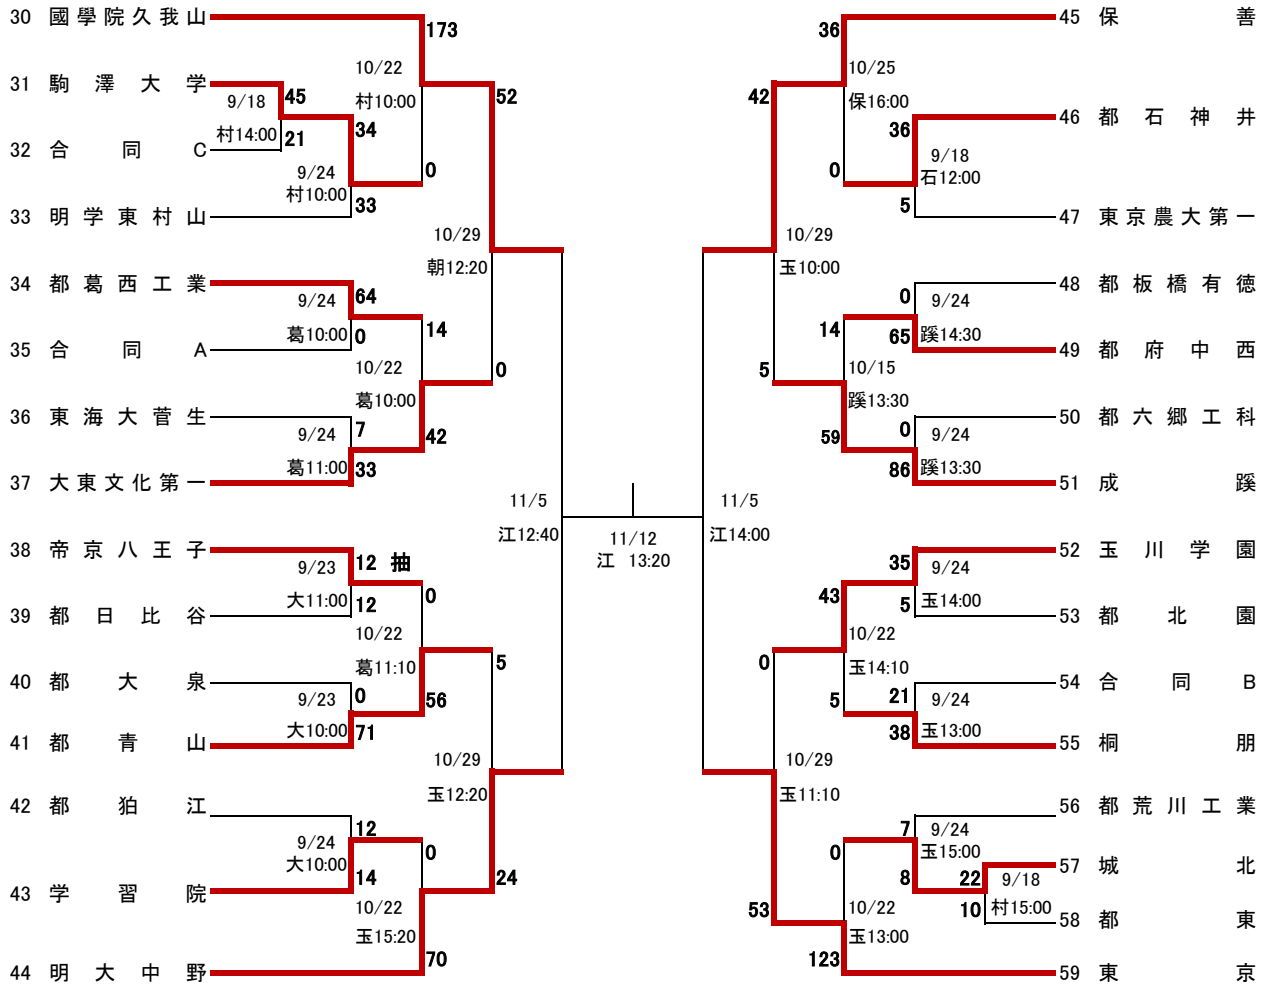 30 國學院久我山
173
10/22
村10:00
31 駒澤大学
45
9/18
村14:00
21
32 合同C
34
9/24
村10:00
33
0
33 明学東村山
52
10/29
朝12:20
34 都葛西工業
64
9/24
葛10:00
0
35 合同A
14
10/22
葛10:00
42
0
36 東海大菅生
7
9/24
葛11:00
33
37 大東文化第一
11/5
江12:40
38 帝京八王子
12 抽
9/23
大11:00
12
39 都日比谷
0
10/22
葛11:10
56
40 都大泉
0
9/23
大10:00
71
41 都青山
5
10/29
玉12:20
24
42 都狛江
12
9/24
大10:00
14
43 学習院
0
10/22
玉15:20
70
44 明大中野
11/12
江 13:20
45 保善
36
10/25
保16:00
0
46 都石神井
36
9/18
石12:00
5
47 東京農大第一
42
10/29
玉10:00
5
48 都板橋有徳
0
9/24
蹊14:30
65
49 都府中西
14
10/15
蹊13:30
59
50 都六郷工科
0
9/24
蹊13:30
86
51 成蹊
11/5
江14:00
52 玉川学園
35
9/24
玉14:00
5
53 都北園
43
10/22
玉14:10
5
54 合同B
21
9/24
玉13:00
38
55 桐朋
0
10/29
玉11:10
53
56 都荒川工業
7
9/24
玉15:00
8
57 城北
22
9/18
村15:00
10
58 都東
0
10/22
玉13:00
123
59 東京